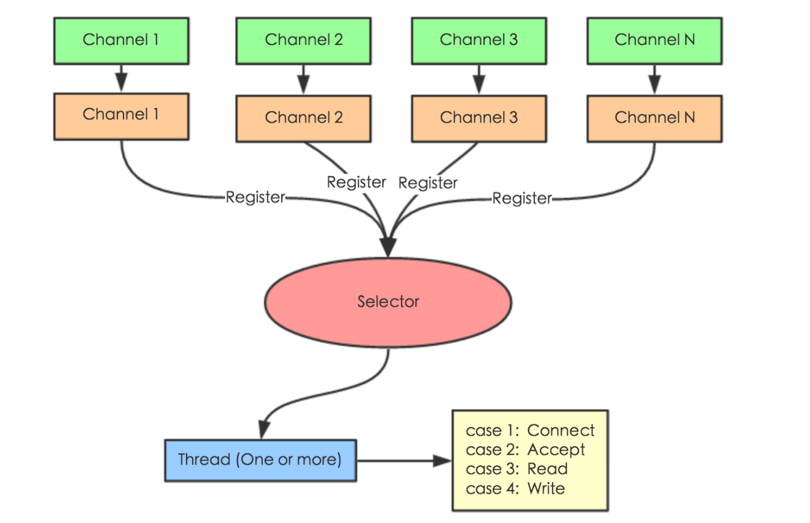 Channel 1
Channel 2
Channel 3
Channel N
Channel 1
Channel 2
Channel 3
Channel N
Register
Register
Register
Register
Selector
Thread (One or more)
case 1: Connect
case 2: Accept
case 3: Read
case 4: Write